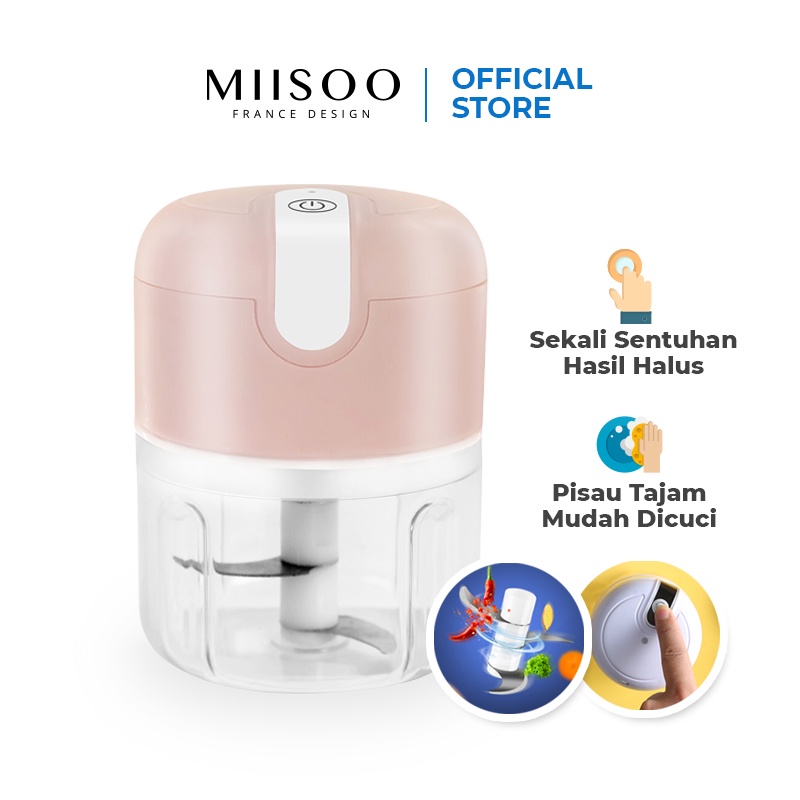 MIISOO
FRANCE DESIGN
OFFICIAL
STORE
Sekali Sentuhan
Hasil Halus
Pisau Tajam
Mudah Dicuci